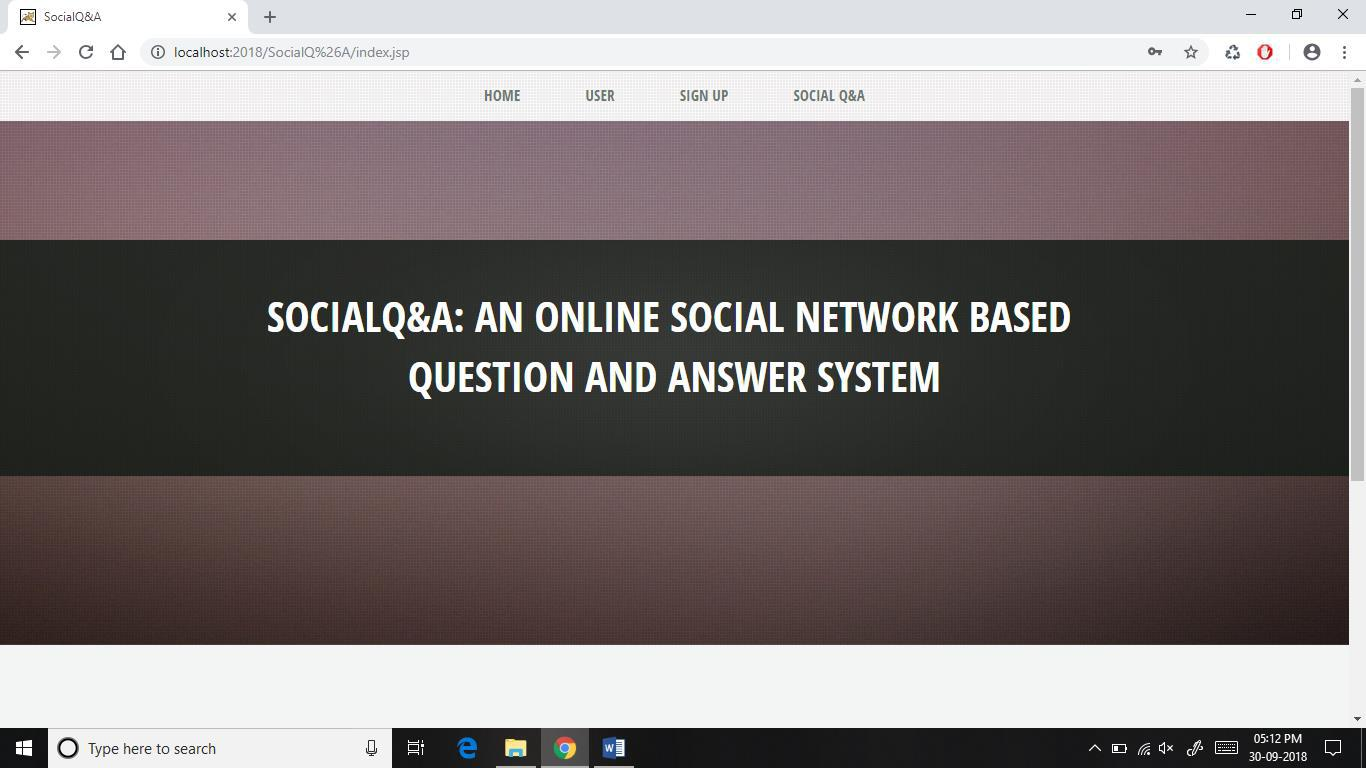 SocialQ&A
localhost:2018/SocialQ%26A/index.jsp
HOME USER SIGN UP SOCIAL Q&A
SOCIALQ&A: AN ONLINE SOCIAL NETWORK BASED
QUESTION AND ANSWER SYSTEM
Type here to search
05:12 PM
30-09-2018